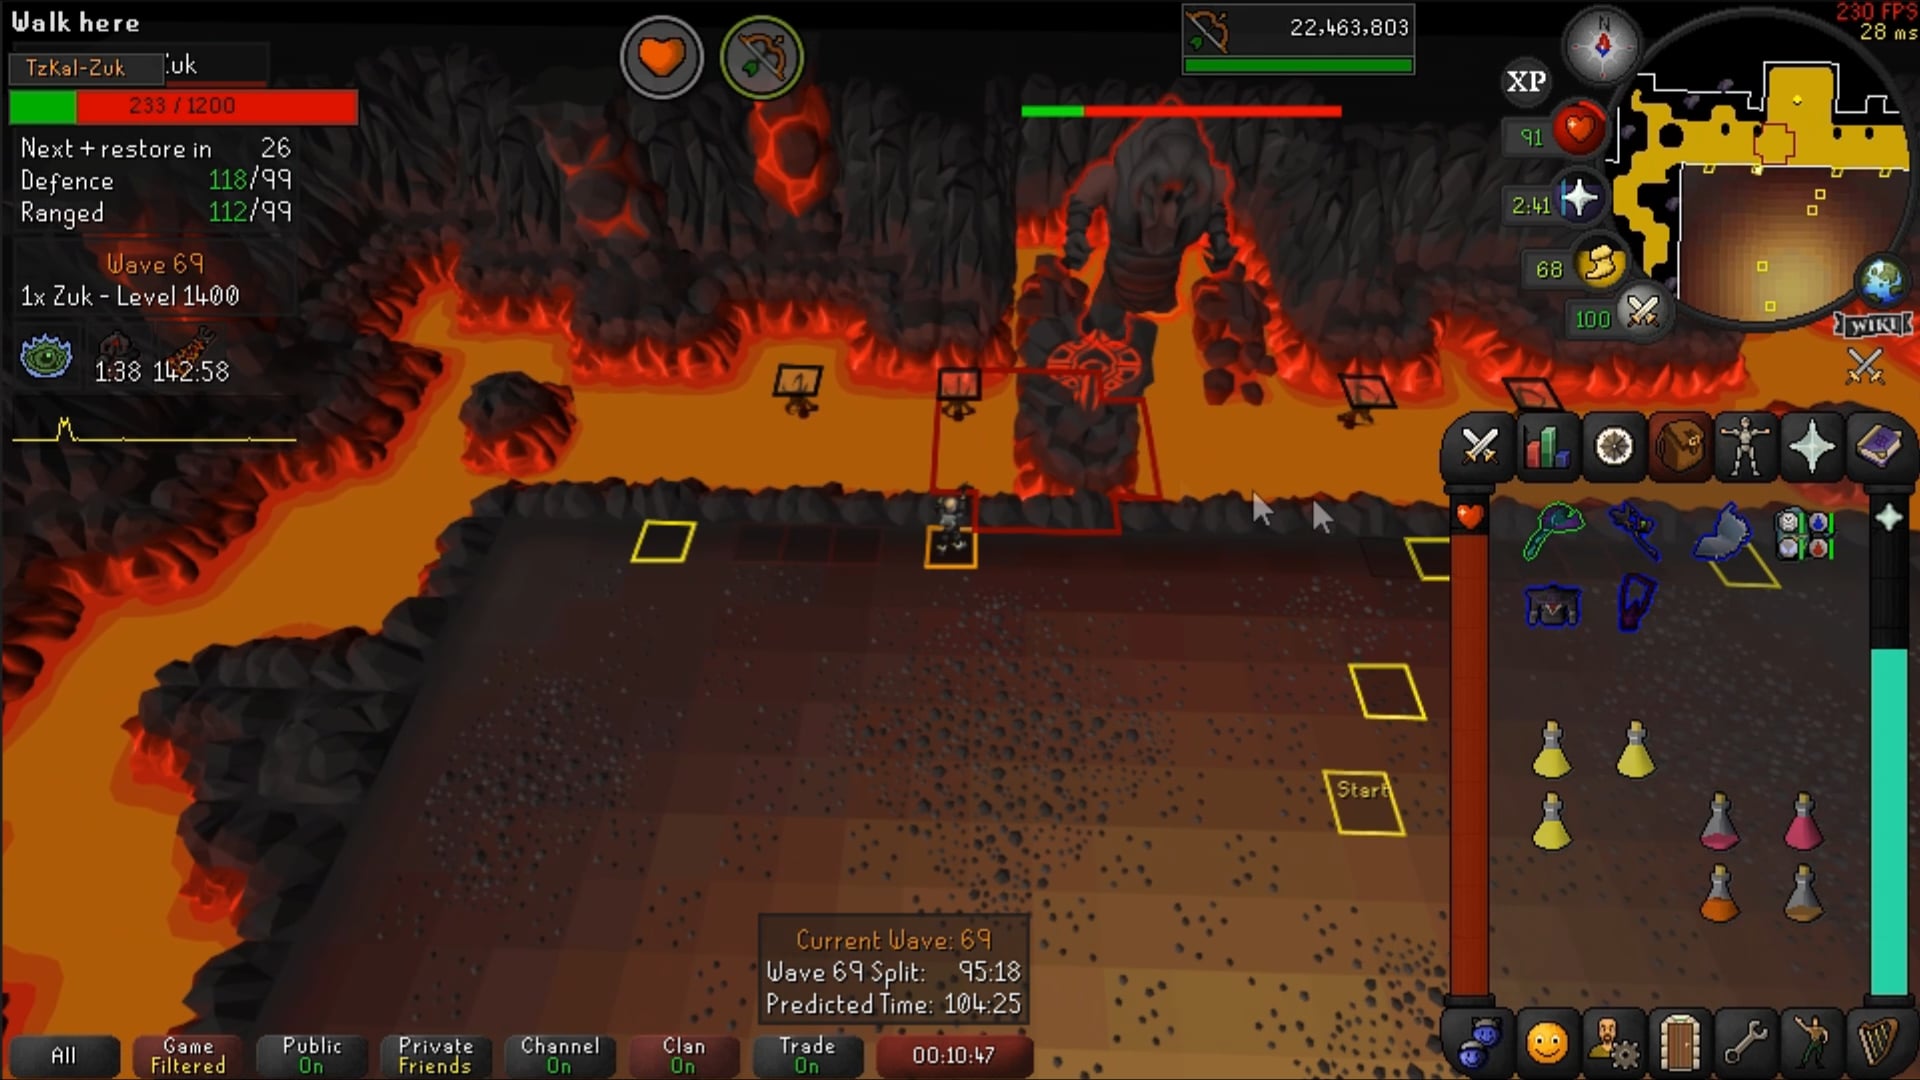 Walk here
TzKal-Zuk
Zuk
233 / 1200
Next + restore in 26
Defence 118/99
Ranged 112/99
Wave 69
1x Zuk - Level 1400
1:38 142:58
22,463,803
230 FPS
28 ms
N
XP
91
2:41
68
100
WIKI
Start
Current Wave: 69
Wave 69 Split: 95:18
Predicted Time: 104:25
All
Game
Filtered
Public
On
Private
Friends
Channel
On
Clan
On
Trade
On
00:10:47